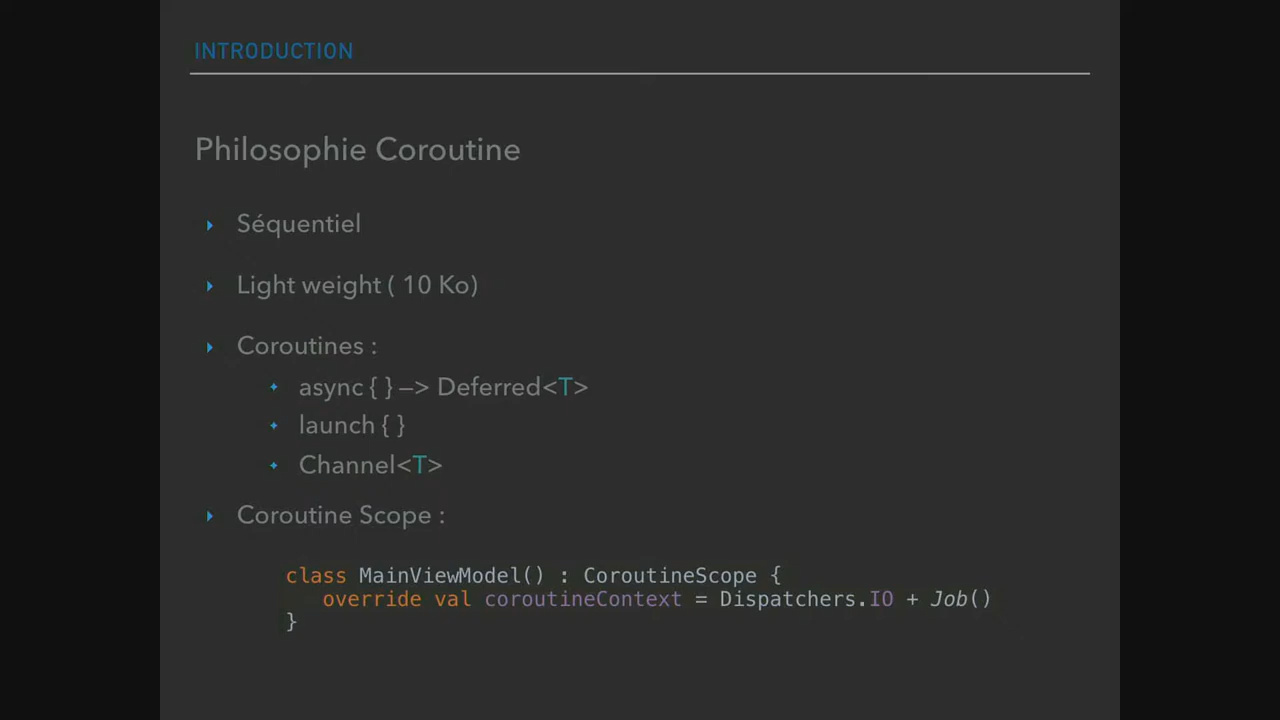 INTRODUCTION
Philosophie Coroutine
Séquentiel
Light weight ( 10 Ko)
Coroutines :
async { } —> Deferred<T>
launch { }
Channel<T>
Coroutine Scope :
class MainViewModel() : CoroutineScope {
override val coroutineContext = Dispatchers.IO + Job()
}